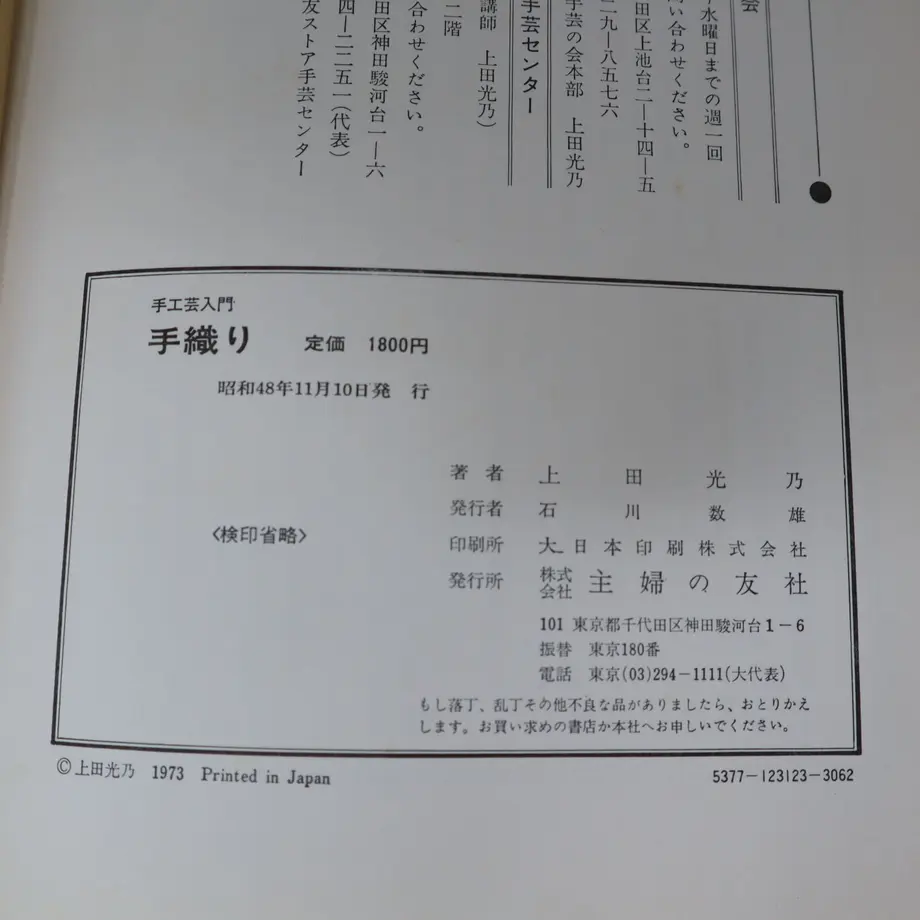 会
水曜日までの週一回
い合わせください。
田区上池台二―十四―五
二九―八五七六
手芸の会本部　上田光乃
手芸センター
講師　上田光乃）
二階
合わせください。
田区神田駿河台一―六
四―二二五一（代表）
友ストア手芸センター
手工芸入門
手織り　定価　1800円
昭和48年11月10日発　行
〈検印省略〉
著者　上田光乃
発行者　石川数雄
印刷所　大日本印刷株式会社
発行所　株式会社　主婦の友社
101 東京都千代田区神田駿河台1－6
振替　東京180番
電話　東京(03)294－1111(大代表)
もし落丁、乱丁その他不良な品がありましたら、おとりかえ
します。お買い求めの書店か本社へお申しいでください。
©上田光乃　1973　Printed in Japan
5377－123123－3062